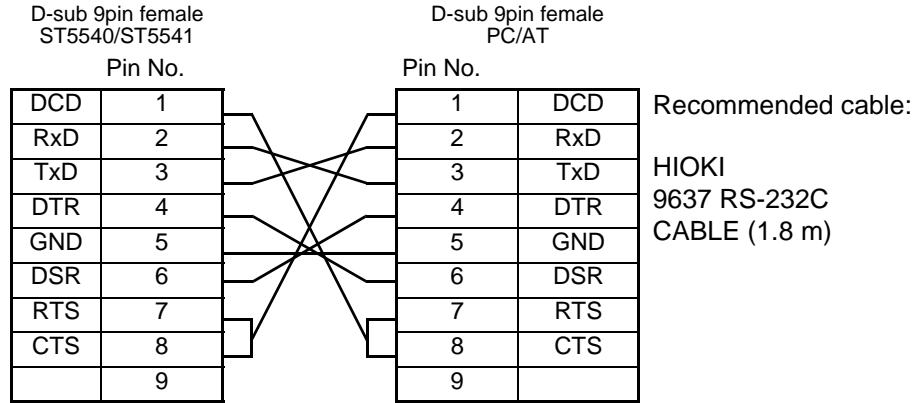 D-sub 9pin female
ST5540/ST5541
D-sub 9pin female
PC/AT
Pin No.
Pin No.
DCD 1 1 DCD
RxD 2 2 RxD
TxD 3 3 TxD
DTR 4 4 DTR
GND 5 5 GND
DSR 6 6 DSR
RTS 7 7 RTS
CTS 8 8 CTS
9 9
Recommended cable:
HIOKI
9637 RS-232C
CABLE (1.8 m)